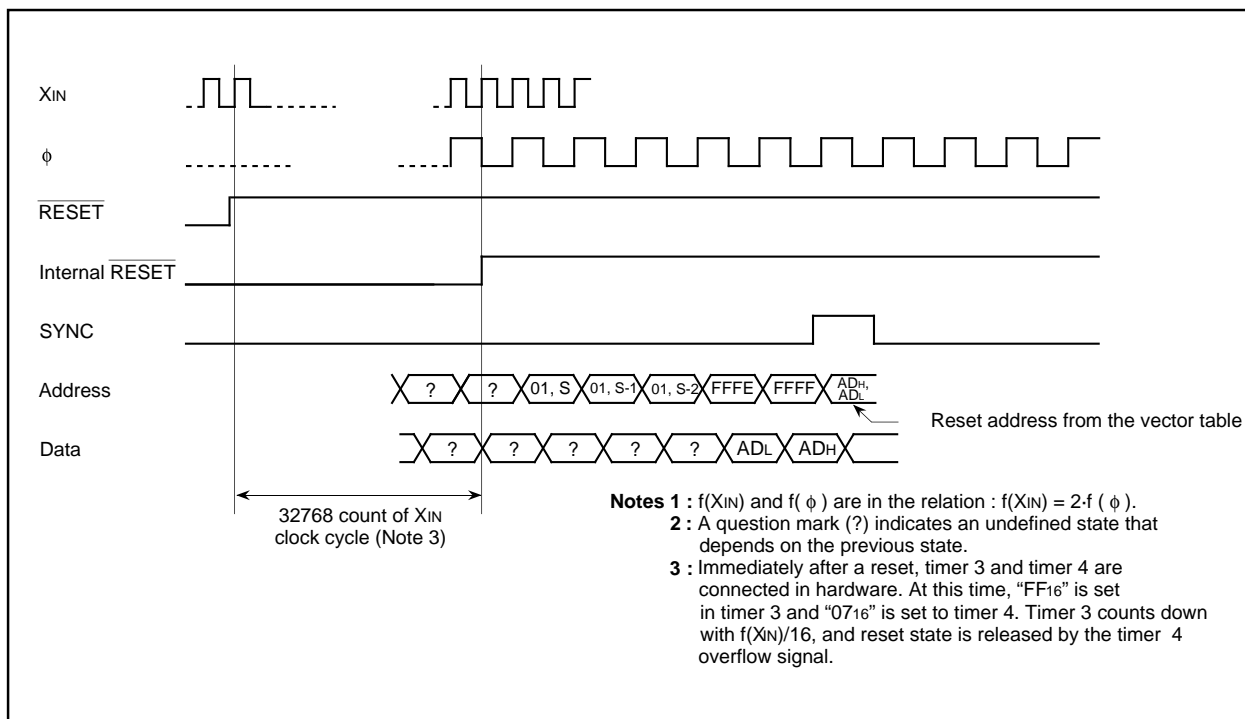 XIN
ϕ
RESET
Internal RESET
SYNC
Address
? ? 01, S 01, S-1 01, S-2 FFFE FFFF ADH, ADL
Reset address from the vector table
Data
? ? ? ? ? ADL ADH
32768 count of XIN
clock cycle (Note 3)
Notes 1 : f(XIN) and f( ϕ ) are in the relation : f(XIN) = 2·f ( ϕ ).
2 : A question mark (?) indicates an undefined state that
depends on the previous state.
3 : Immediately after a reset, timer 3 and timer 4 are
connected in hardware. At this time, “FF16” is set
in timer 3 and “0716” is set to timer 4. Timer 3 counts down
with f(XIN)/16, and reset state is released by the timer 4
overflow signal.